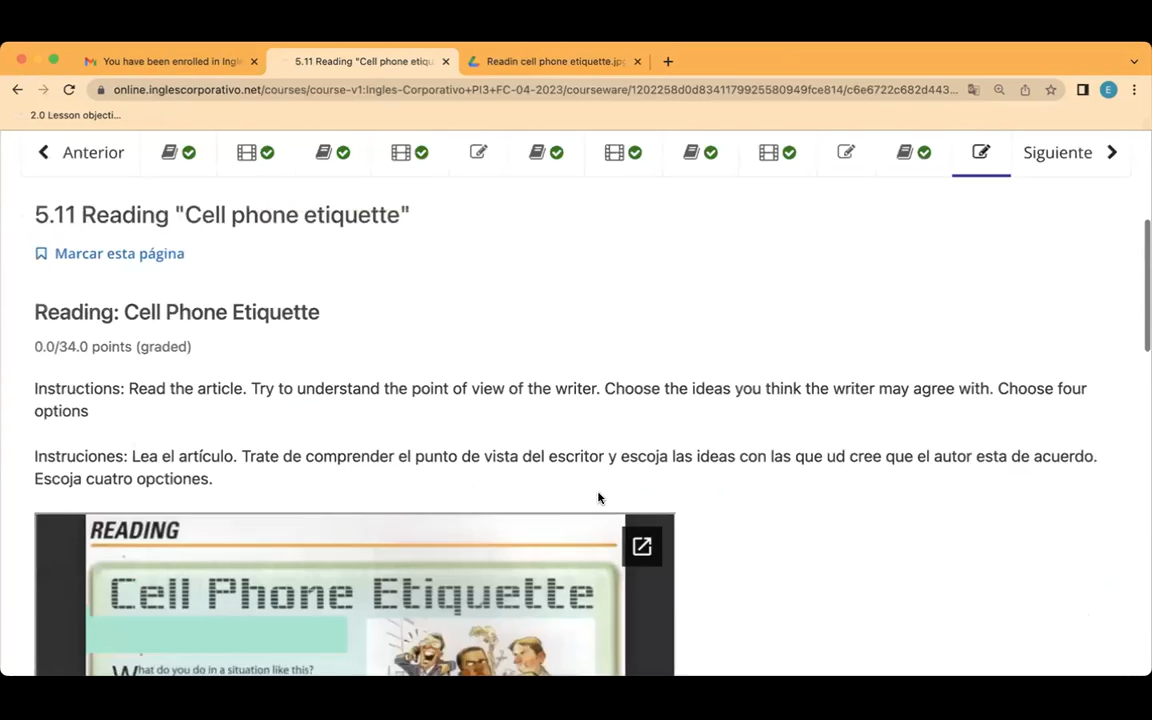 You have been enrolled in Ingl
5.11 Reading "Cell phone etiqu
Readin cell phone etiquette.jpg
online.inglescorporativo.net/courses/course-v1:Ingles-Corporativo+PI3+FC-04-2023/courseware/1202258d0d8341179925580949fce814/c6e6722c682d443...
E
2.0 Lesson objecti...
Anterior
Siguiente
5.11 Reading "Cell phone etiquette"
Marcar esta página
Reading: Cell Phone Etiquette
0.0/34.0 points (graded)
Instructions: Read the article. Try to understand the point of view of the writer. Choose the ideas you think the writer may agree with. Choose four
options
Instruciones: Lea el artículo. Trate de comprender el punto de vista del escritor y escoja las ideas con las que ud cree que el autor esta de acuerdo.
Escoja cuatro opctiones.
READING
Cell Phone Etiquette
What do you do in a situation like this?